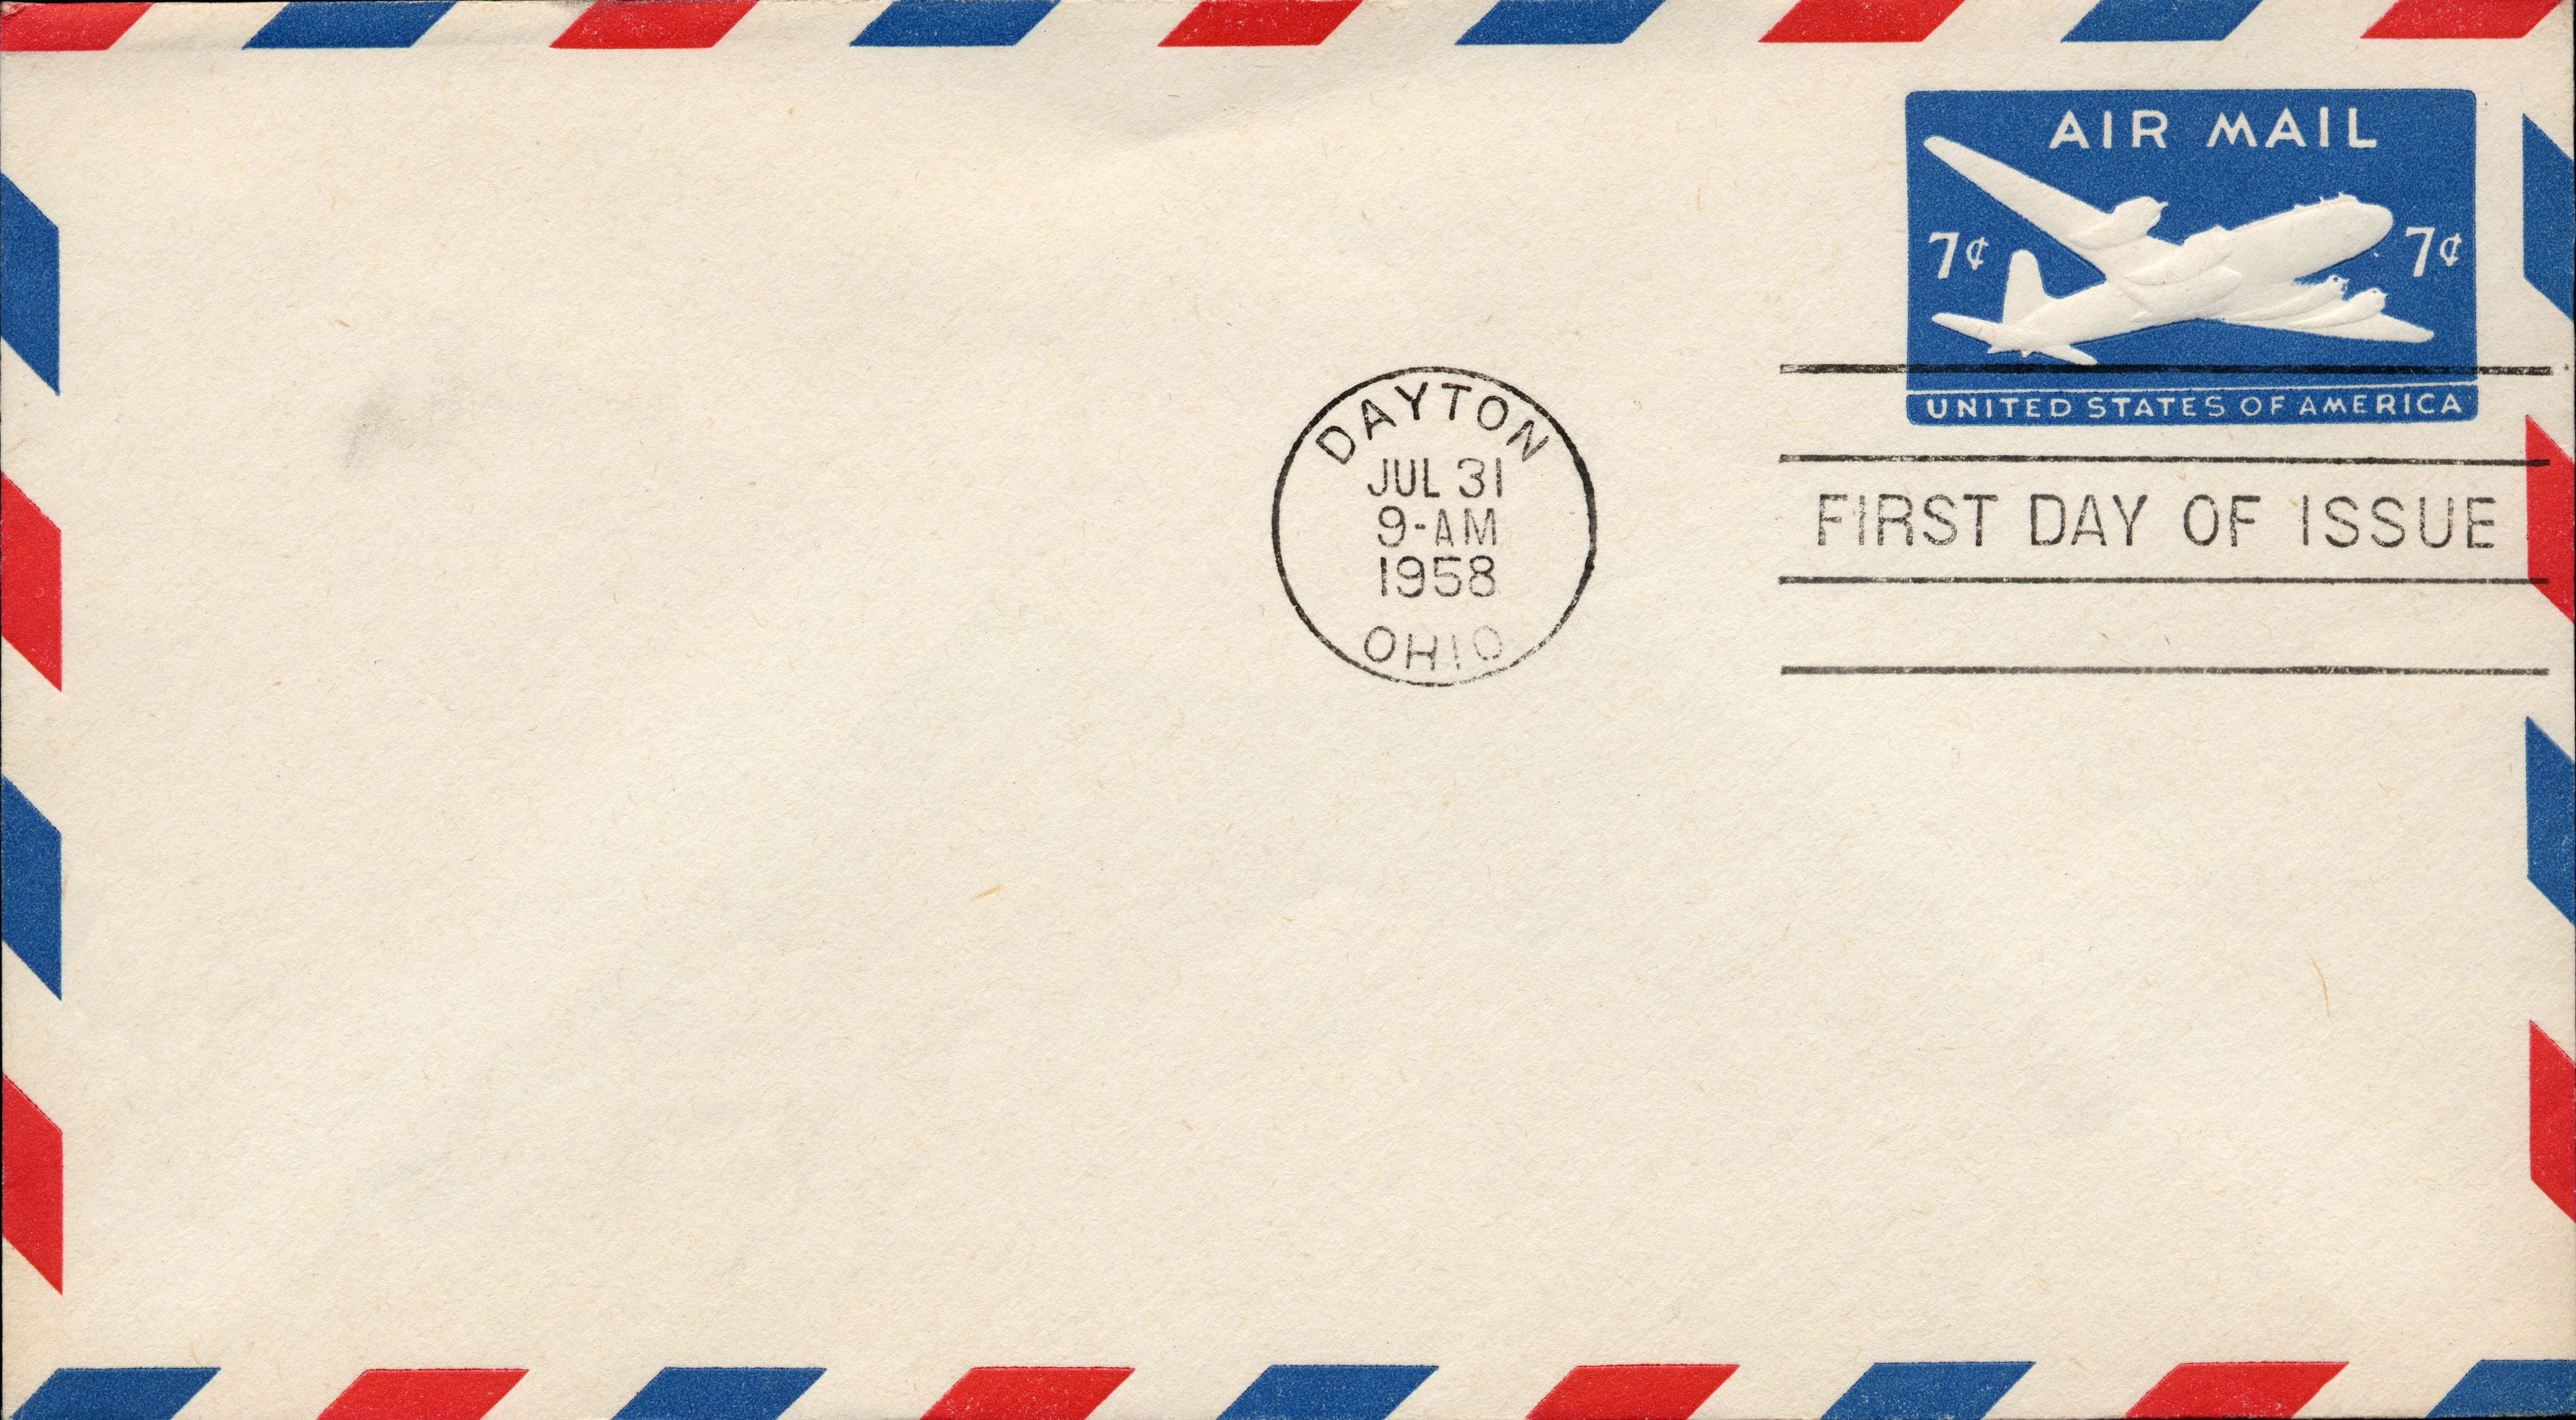 AIR MAIL
7¢ 7¢
UNITED STATES OF AMERICA
DAYTON
JUL 31
9-AM
1958
OHIO
FIRST DAY OF ISSUE